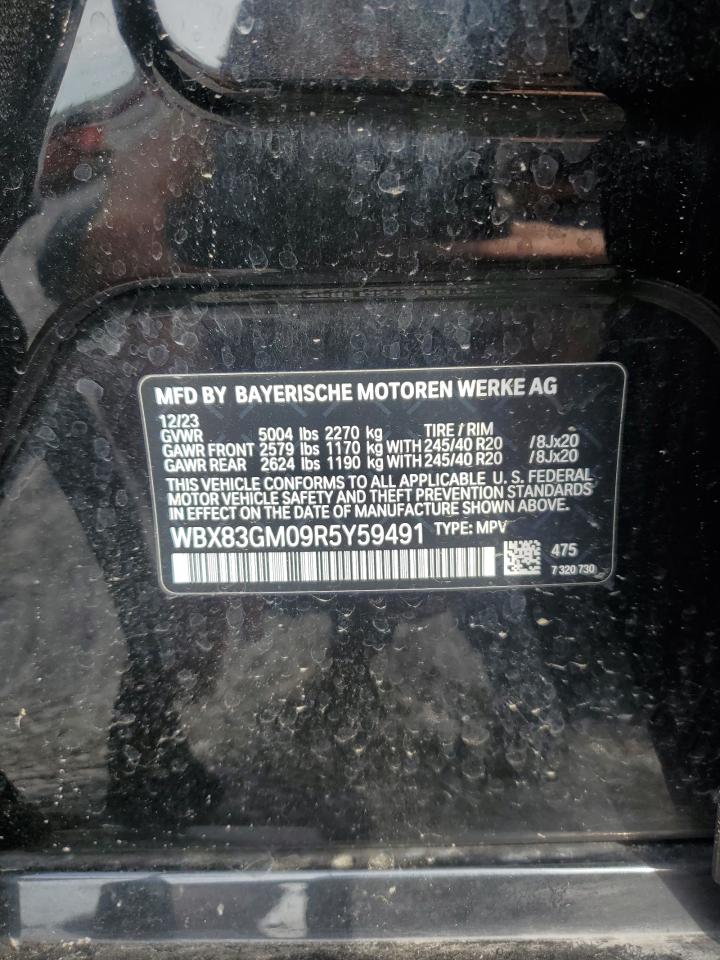 MFD BY BAYERISCHE MOTOREN WERKE AG
12/23
GVWR 5004 lbs 2270 kg TIRE / RIM
GAWR FRONT 2579 lbs 1170 kg WITH 245/40 R20 /8Jx20
GAWR REAR 2624 lbs 1190 kg WITH 245/40 R20 /8Jx20
THIS VEHICLE CONFORMS TO ALL APPLICABLE U. S. FEDERAL
MOTOR VEHICLE SAFETY AND THEFT PREVENTION STANDARDS
IN EFFECT ON THE DATE OF MANUFACTURE SHOWN ABOVE.
WBX83GM09R5Y59491 TYPE: MPV
475
7 320 730